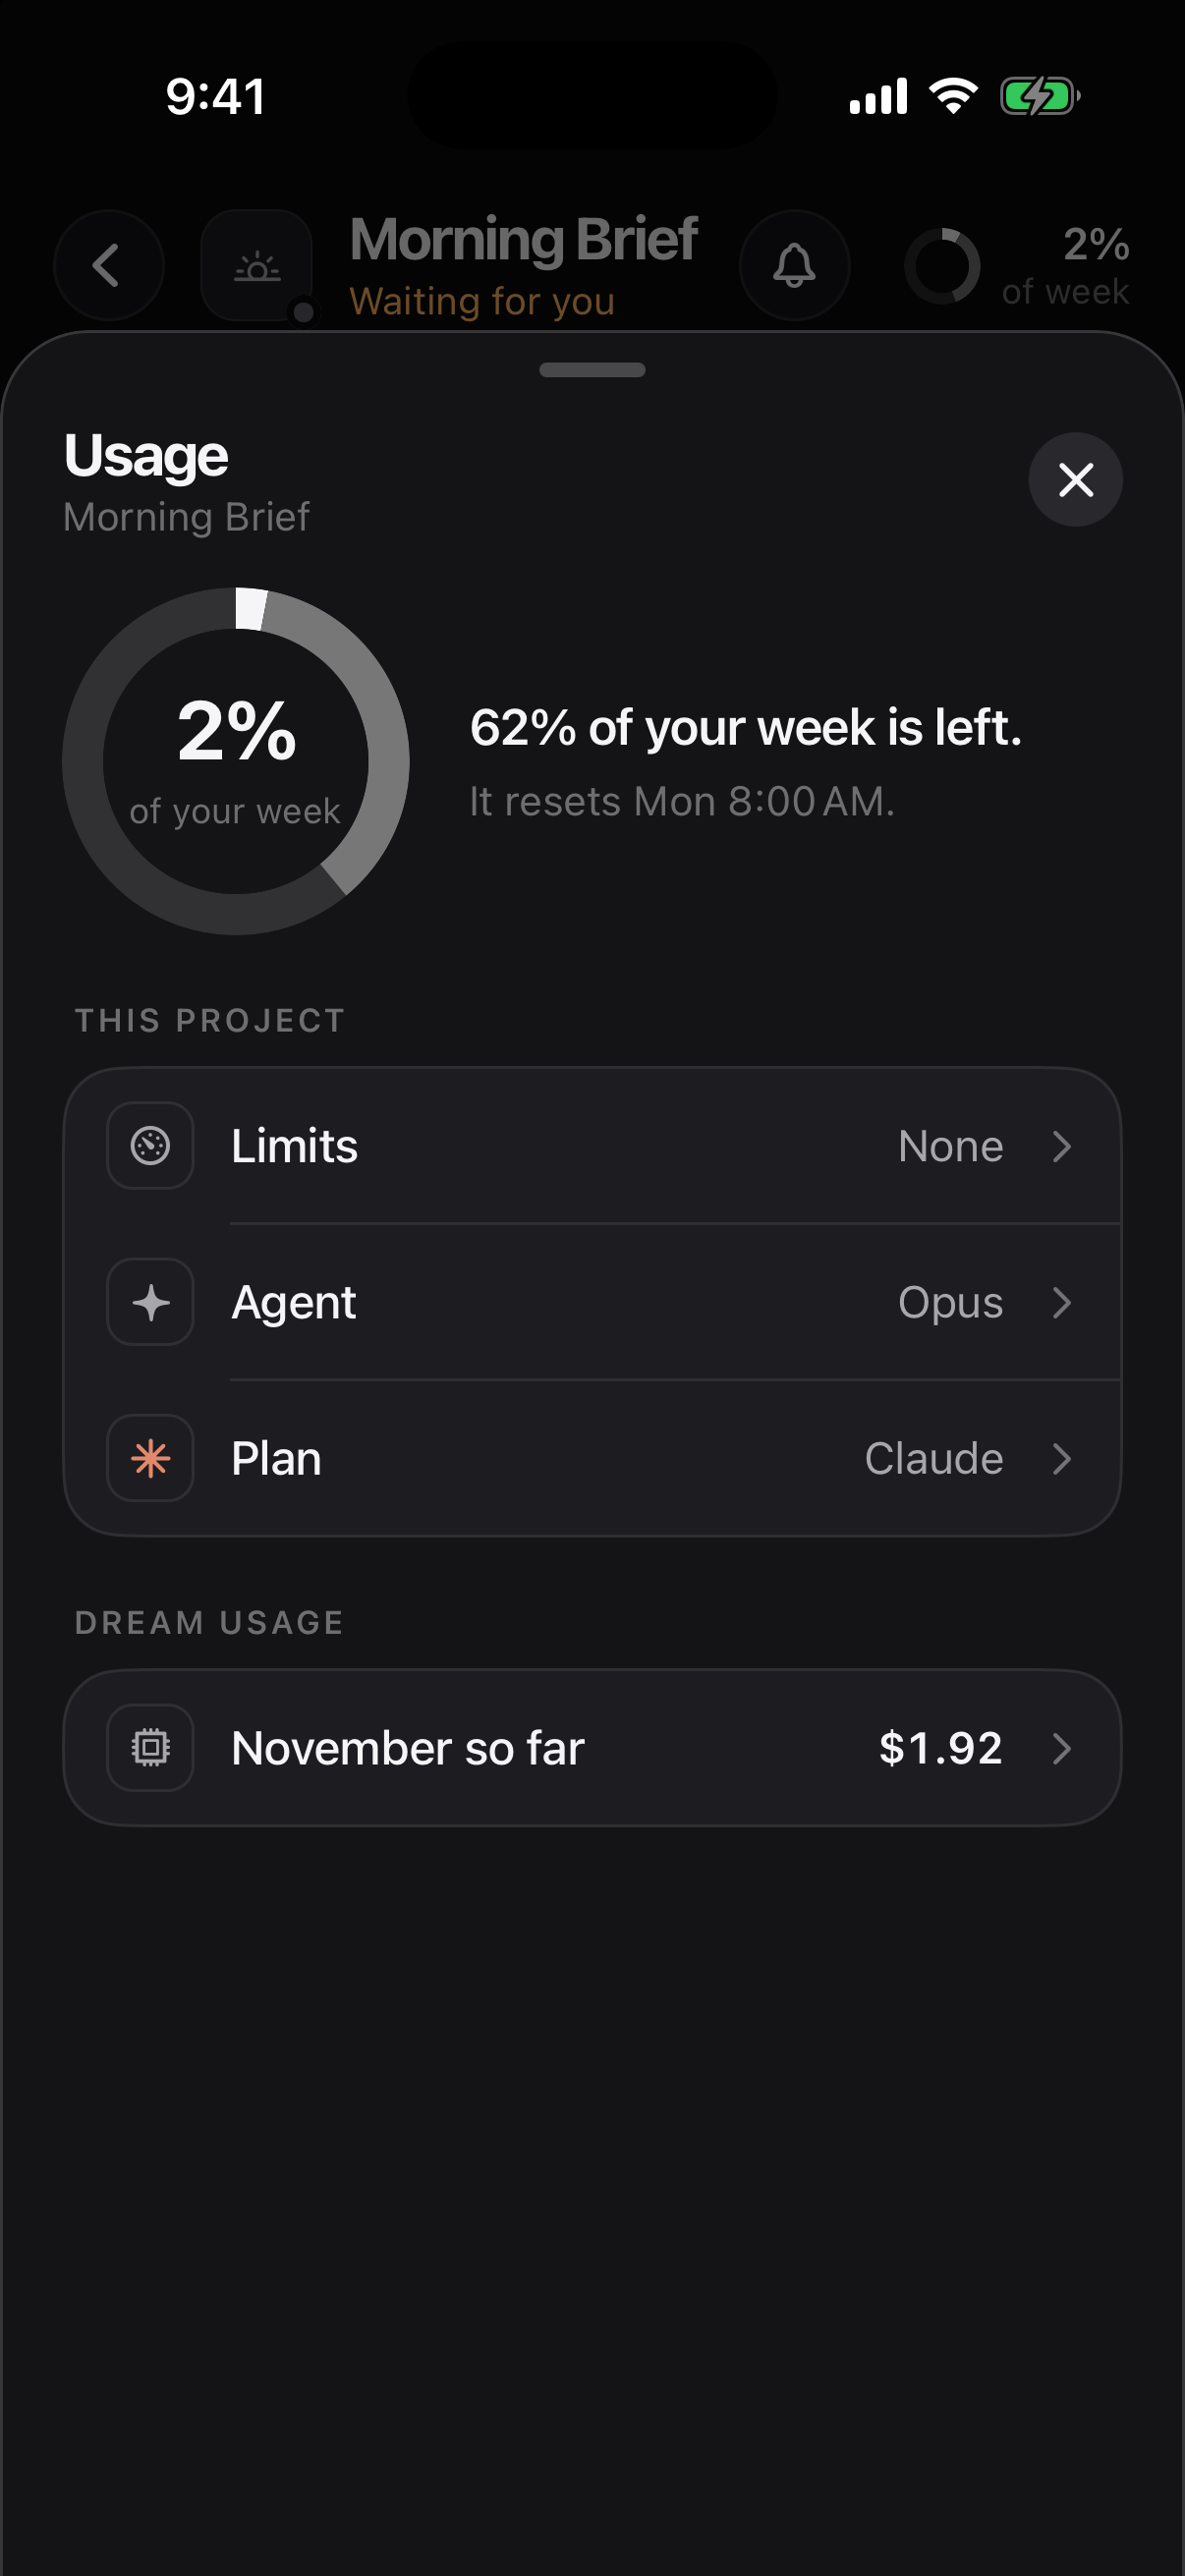 9:41
Morning Brief
Waiting for you
2%
of week
Usage
Morning Brief
2%
of your week
62% of your week is left.
It resets Mon 8:00 AM.
THIS PROJECT
Limits
None
Agent
Opus
Plan
Claude
DREAM USAGE
November so far
$1.92